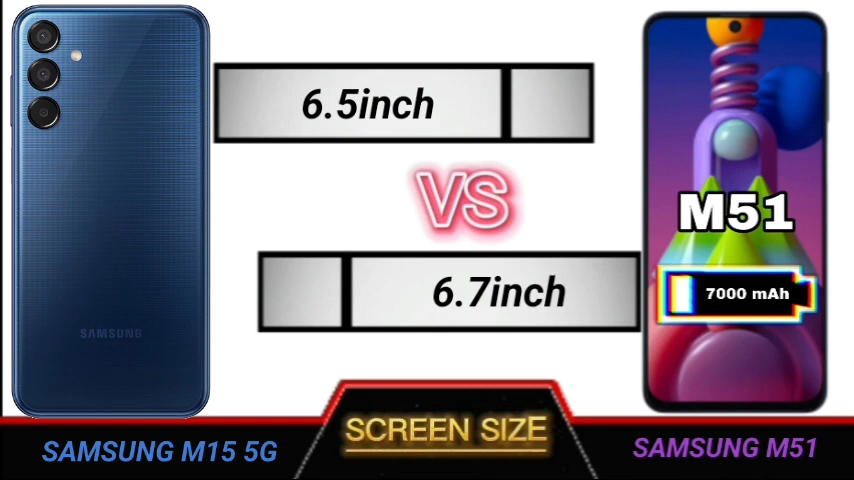 6.5inch
VS
M51
6.7inch
7000 mAh
SAMSUNG
SCREEN SIZE
SAMSUNG M15 5G
SAMSUNG M51